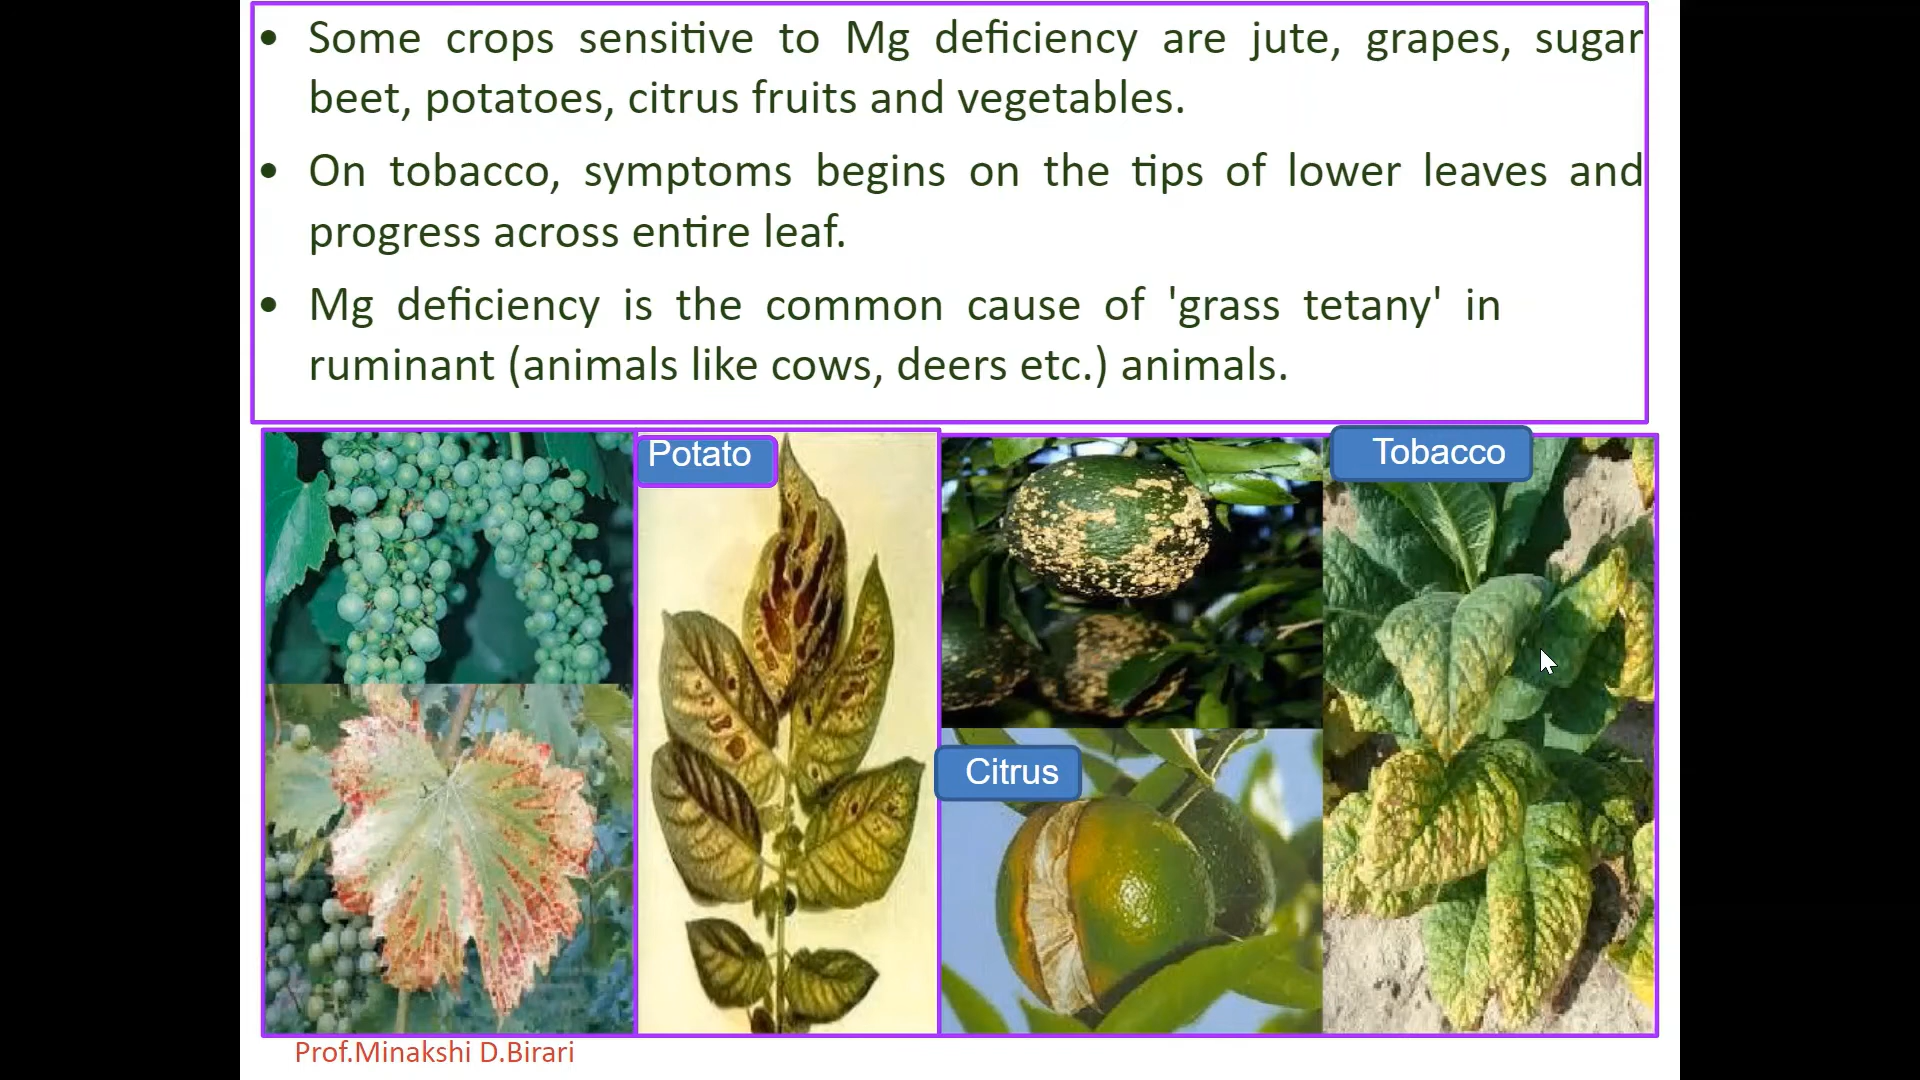 • Some crops sensitive to Mg deficiency are jute, grapes, sugar
beet, potatoes, citrus fruits and vegetables.
• On tobacco, symptoms begins on the tips of lower leaves and
progress across entire leaf.
• Mg deficiency is the common cause of 'grass tetany' in
ruminant (animals like cows, deers etc.) animals.
Potato
Tobacco
Citrus
Prof.Minakshi D.Birari